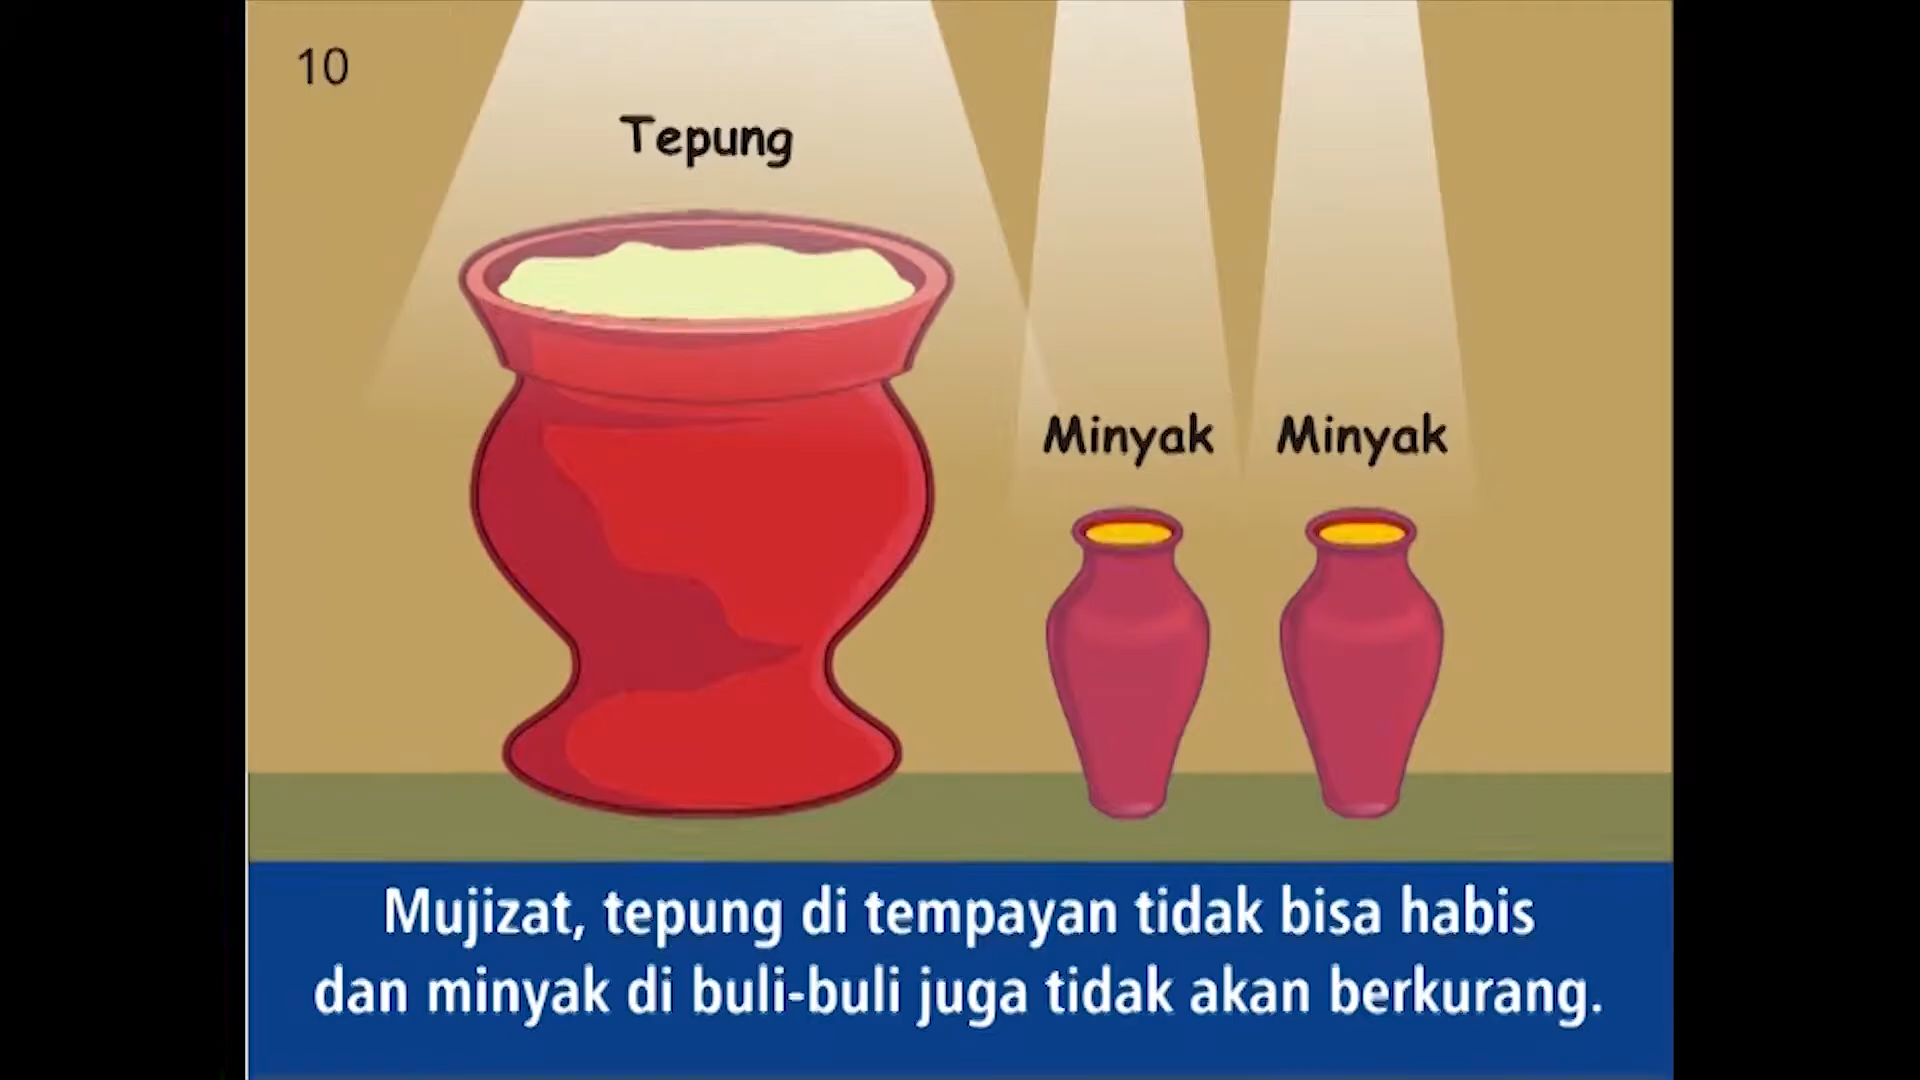 10
Tepung
Minyak Minyak
Mujizat, tepung di tempayan tidak bisa habis
dan minyak di buli-buli juga tidak akan berkurang.